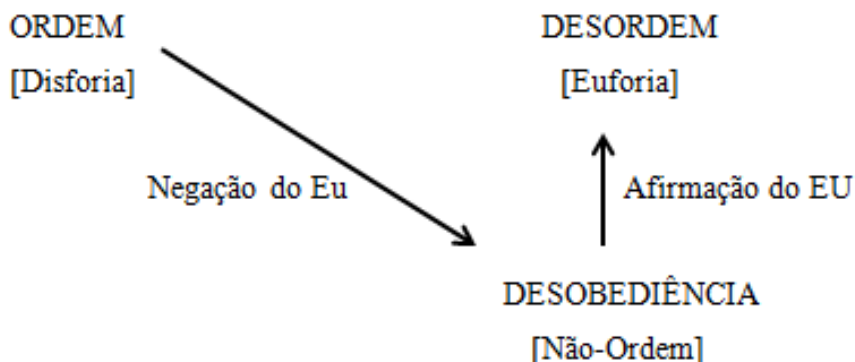 ORDEM DESORDEM
[Disforia] [Euforia]
Negação do Eu Afirmação do EU
DESOBEDIÊNCIA
[Não-Ordem]